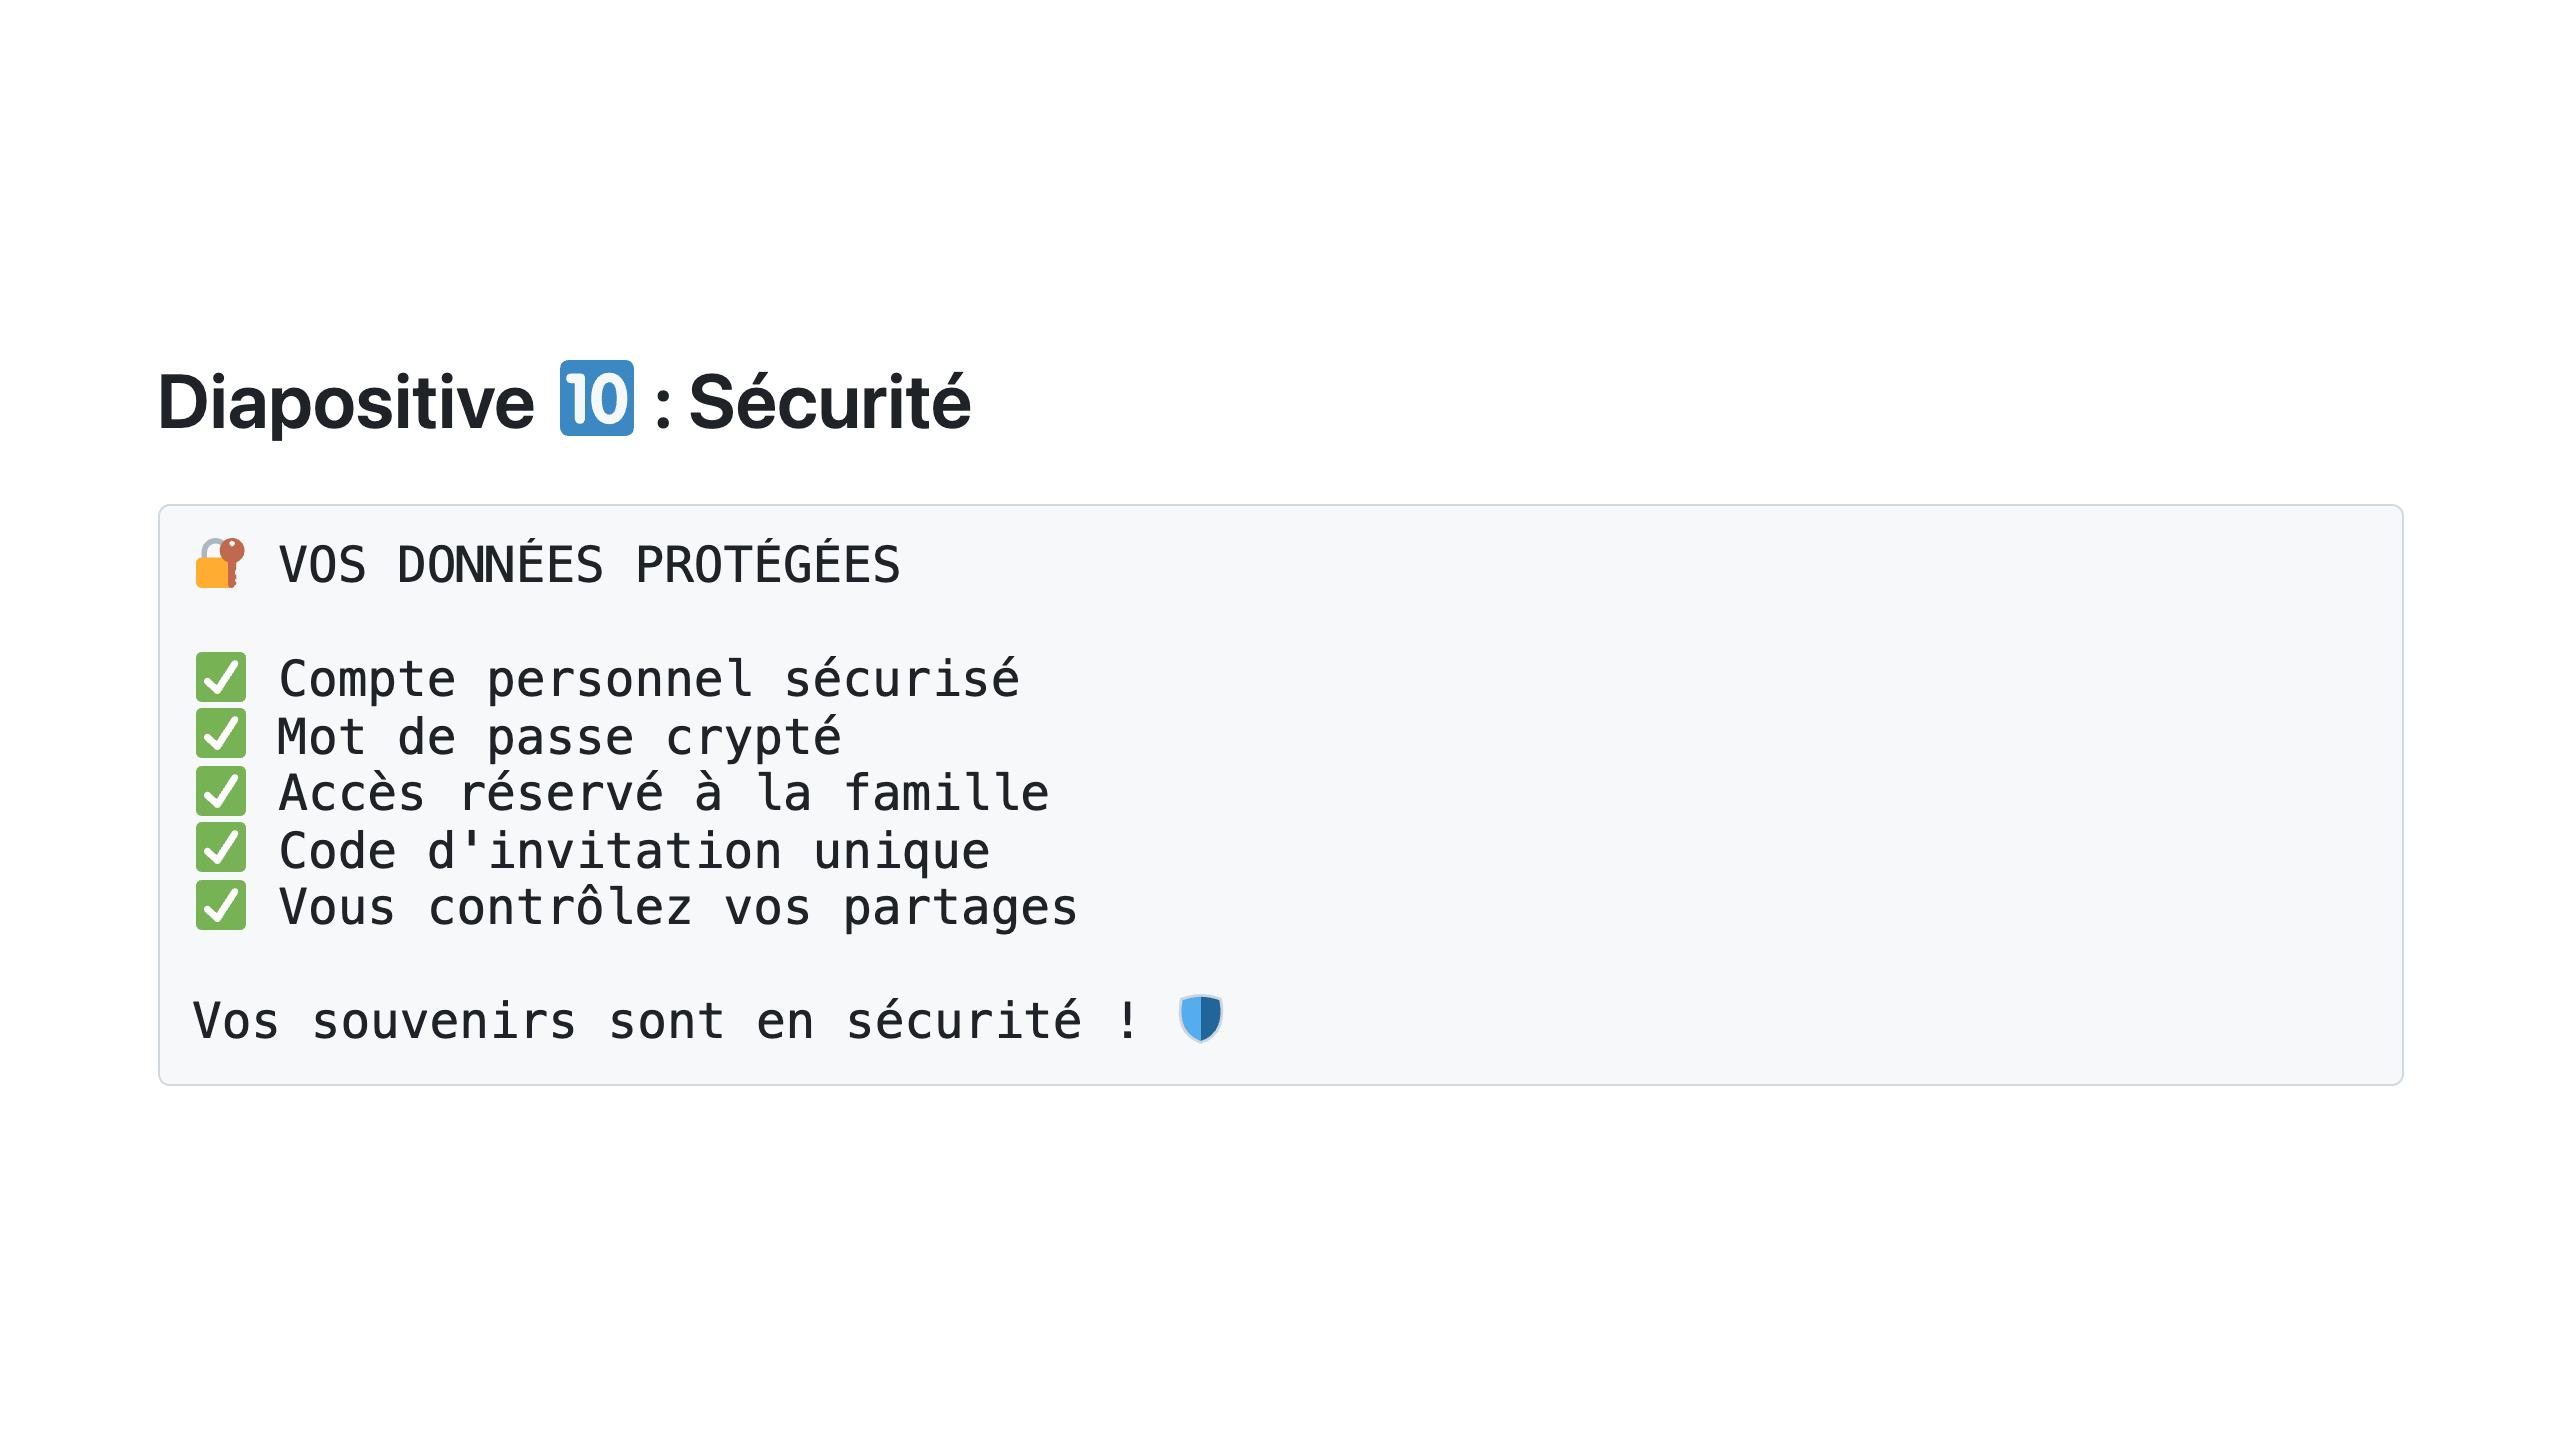 Diapositive 🔟 : Sécurité
🔐 VOS DONNÉES PROTÉGÉES
✅ Compte personnel sécurisé
✅ Mot de passe crypté
✅ Accès réservé à la famille
✅ Code d'invitation unique
✅ Vous contrôlez vos partages
Vos souvenirs sont en sécurité ! 🛡️